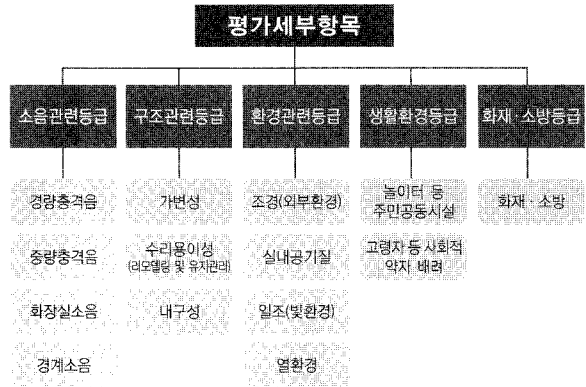 평가세부항목
소음관련등급
구조관련등급
환경관련등급
생활환경등급
화재·소방등급
경량충격음
가변성
조경(외부환경)
놀이터 등
주민공동시설
화재·소방
중량충격음
수리용이성
(리모델링 및 유지관리)
실내공기질
고령자 등 사회적
약자 배려
화장실소음
내구성
일조(빛환경)
경계소음
열환경